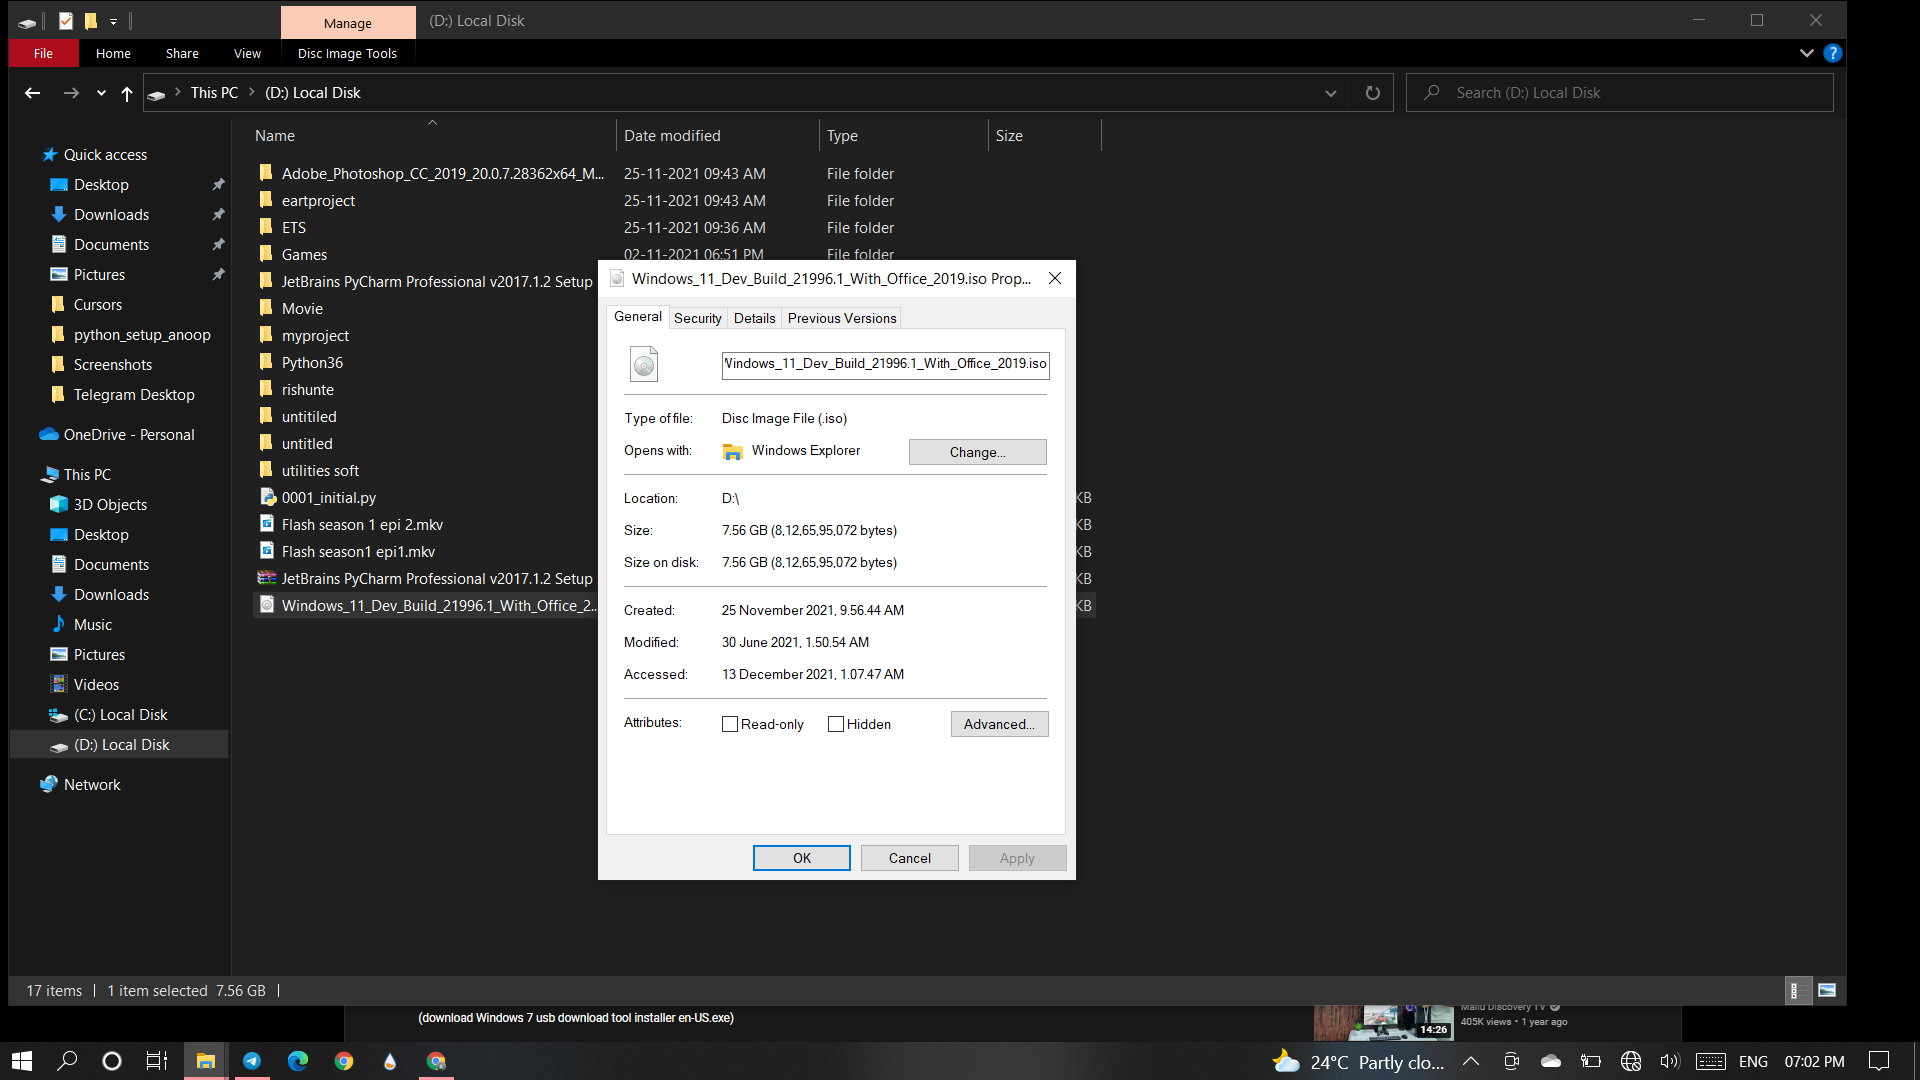 Manage
(D:) Local Disk
File
Home
Share
View
Disc Image Tools
?
This PC
(D:) Local Disk
Search (D:) Local Disk
Name
Date modified
Type
Size
Quick access
Desktop
Downloads
Documents
Pictures
Cursors
python_setup_anoop
Screenshots
Telegram Desktop
OneDrive - Personal
This PC
3D Objects
Desktop
Documents
Downloads
Music
Pictures
Videos
(C:) Local Disk
(D:) Local Disk
Network
Adobe_Photoshop_CC_2019_20.0.7.28362x64_M... 25-11-2021 09:43 AM File folder
eartproject 25-11-2021 09:43 AM File folder
ETS 25-11-2021 09:36 AM File folder
Games 02-11-2021 06:51 PM File folder
JetBrains PyCharm Professional v2017.1.2 Setup
Movie
myproject
Python36
rishunte
untitiled
untitled
utilities soft
0001_initial.py KB
Flash season 1 epi 2.mkv KB
Flash season1 epi1.mkv KB
JetBrains PyCharm Professional v2017.1.2 Setup KB
Windows_11_Dev_Build_21996.1_With_Office_2... KB
Windows_11_Dev_Build_21996.1_With_Office_2019.iso Prop...
General
Security
Details
Previous Versions
Windows_11_Dev_Build_21996.1_With_Office_2019.iso
Type of file: Disc Image File (.iso)
Opens with: Windows Explorer
Change...
Location: D:\
Size: 7.56 GB (8,12,65,95,072 bytes)
Size on disk: 7.56 GB (8,12,65,95,072 bytes)
Created: 25 November 2021, 9.56.44 AM
Modified: 30 June 2021, 1.50.54 AM
Accessed: 13 December 2021, 1.07.47 AM
Attributes: Read-only Hidden
Advanced...
OK
Cancel
Apply
17 items
1 item selected 7.56 GB
(download Windows 7 usb download tool installer en-US.exe)
14:26
Mallu Discovery TV
405K views • 1 year ago
24°C Partly clo...
ENG
07:02 PM